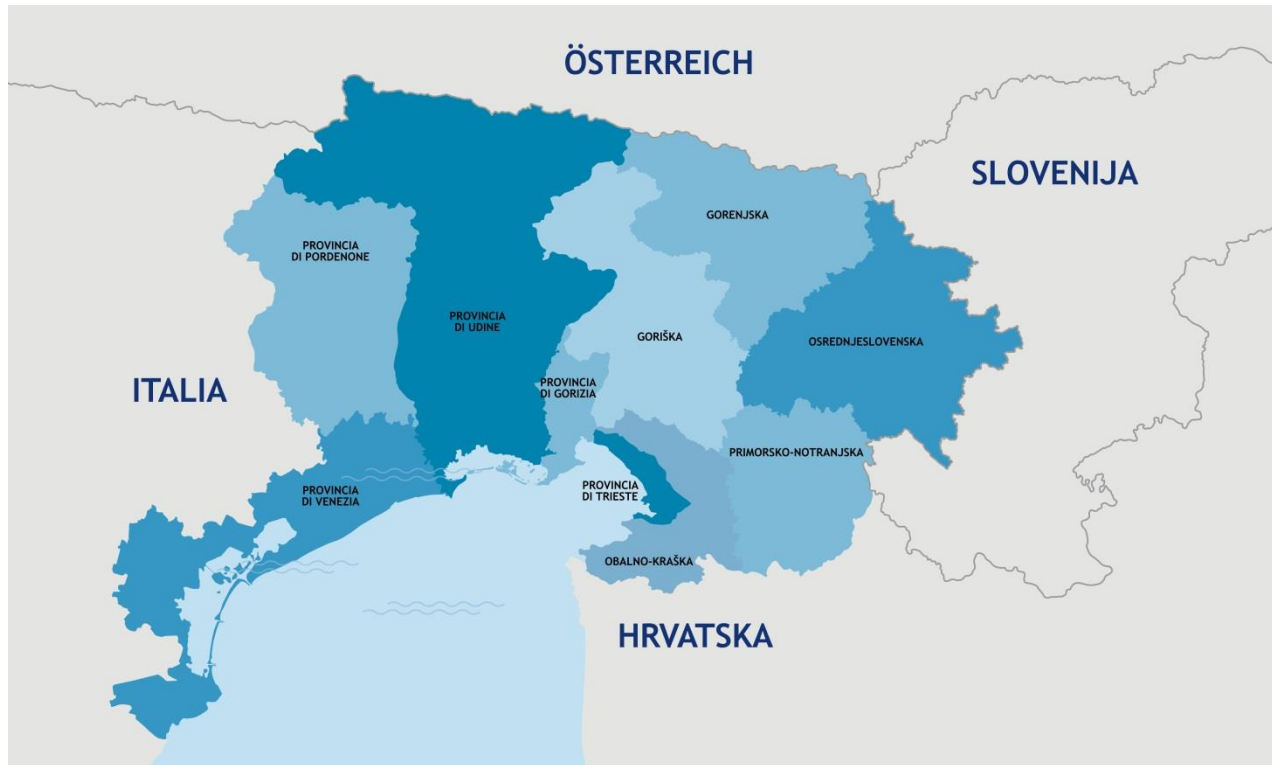 ÖSTERREICH
SLOVENIJA
GORENJSKA
PROVINCIA
DI PORDENONE
PROVINCIA
DI UDINE
GORIŠKA
OSREDNJESLOVENSKA
ITALIA
PROVINCIA
DI GORIZIA
PRIMORSKO-NOTRANJSKA
PROVINCIA
DI VENEZIA
PROVINCIA
DI TRIESTE
OBALNO-KRAŠKA
HRVATSKA